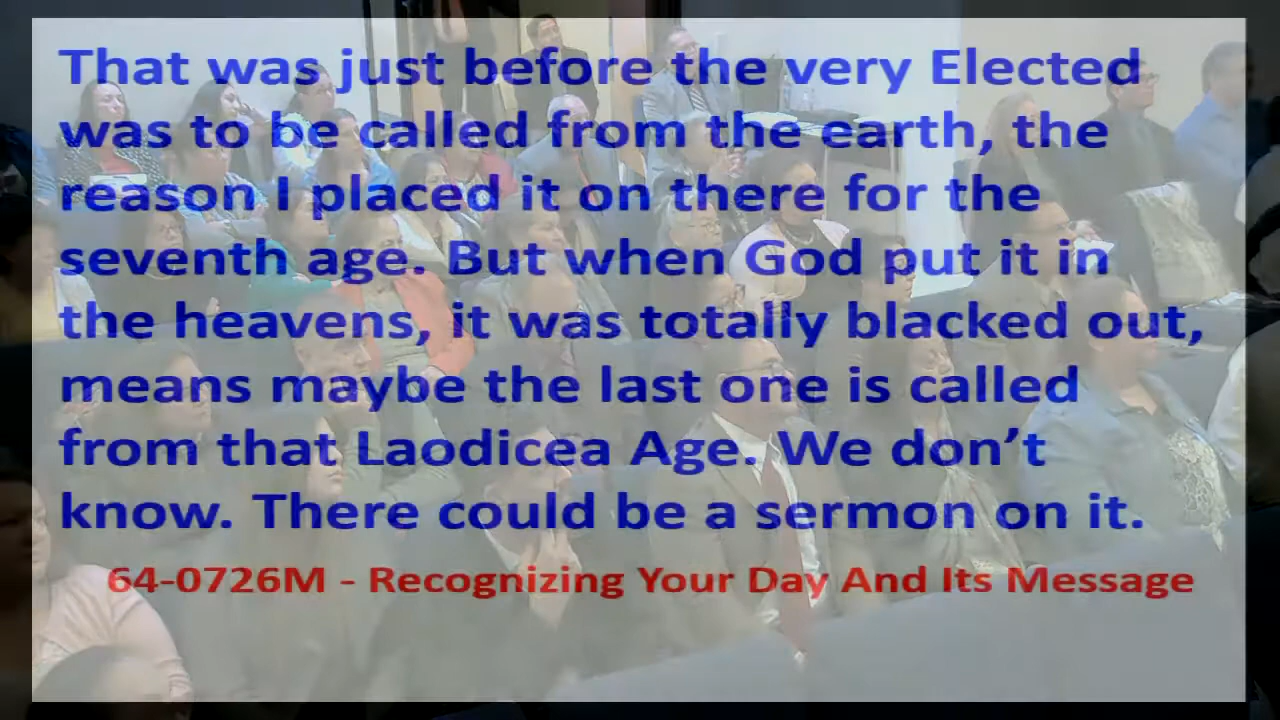 That was just before the very Elected
was to be called from the earth, the
reason I placed it on there for the
seventh age. But when God put it in
the heavens, it was totally blacked out,
means maybe the last one is called
from that Laodicea Age. We don’t
know. There could be a sermon on it.
64-0726M - Recognizing Your Day And Its Message